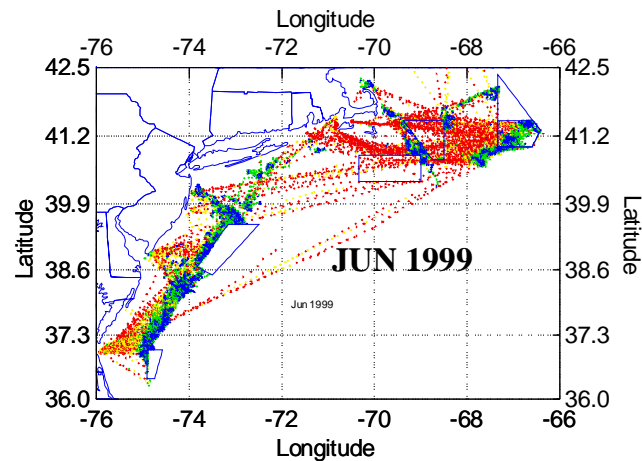 Longitude
-76 -74 -72 -70 -68 -66
42.5 42.5
41.2 41.2
39.9 39.9
Latitude Latitude
JUN 1999
38.6 38.6
Jun 1999
37.3 37.3
36.0 36.0
-76 -74 -72 -70 -68 -66
Longitude